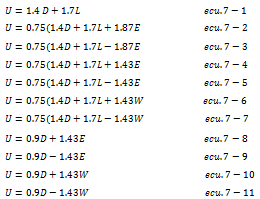 U = 1.4 D + 1.7L ecu.7 − 1
U = 0.75(1.4D + 1.7L + 1.87E ecu.7 − 2
U = 0.75(1.4D + 1.7L − 1.87E ecu.7 − 3
U = 0.75(1.4D + 1.7L + 1.43E ecu.7 − 4
U = 0.75(1.4D + 1.7L − 1.43E ecu.7 − 5
U = 0.75(1.4D + 1.7L + 1.43W ecu.7 − 6
U = 0.75(1.4D + 1.7L − 1.43W ecu.7 − 7
U = 0.9D + 1.43E ecu.7 − 8
U = 0.9D − 1.43E ecu.7 − 9
U = 0.9D + 1.43W ecu.7 − 10
U = 0.9D − 1.43W ecu.7 − 11